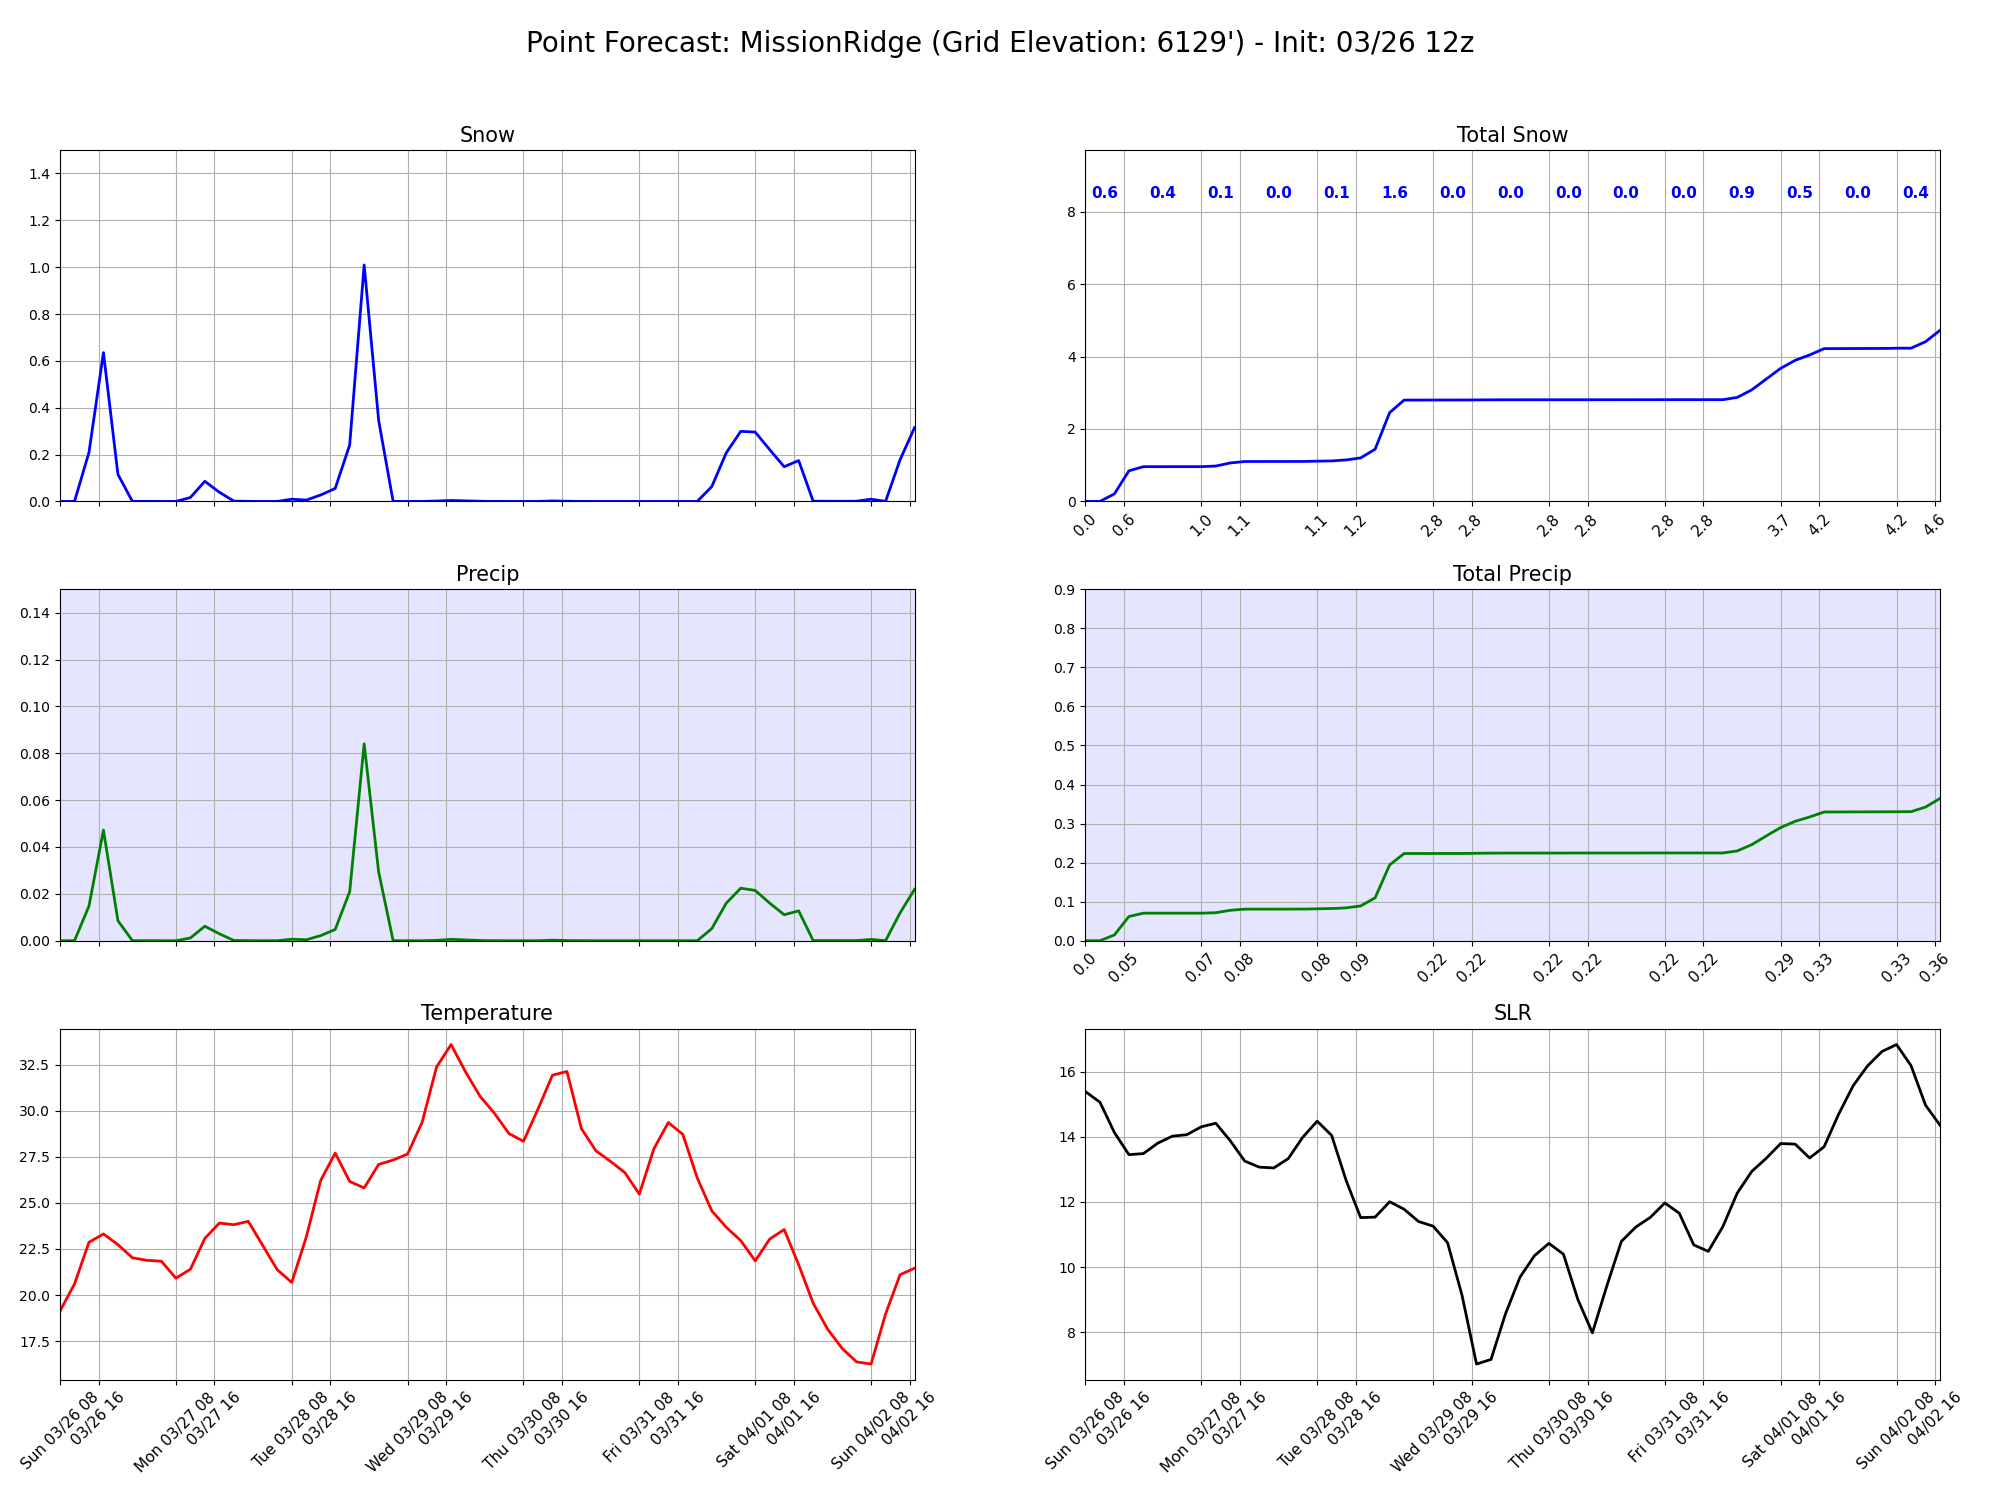 Point Forecast: MissionRidge (Grid Elevation: 6129') - Init: 03/26 12z
Snow
1.4
1.2
1.0
0.8
0.6
0.4
0.2
0.0
Total Snow
0.6 0.4 0.1 0.0 0.1 1.6 0.0 0.0 0.0 0.0 0.0 0.9 0.5 0.0 0.4
8
6
4
2
0
0.0 0.6 1.0 1.1 1.1 1.2 2.8 2.8 2.8 2.8 2.8 2.8 3.7 4.2 4.2 4.6
Precip
0.14
0.12
0.10
0.08
0.06
0.04
0.02
0.00
Total Precip
0.9
0.8
0.7
0.6
0.5
0.4
0.3
0.2
0.1
0.0
0.0 0.05 0.07 0.08 0.08 0.09 0.22 0.22 0.22 0.22 0.22 0.22 0.29 0.33 0.33 0.36
Temperature
32.5
30.0
27.5
25.0
22.5
20.0
17.5
Sun 03/26 08
03/26 16
Mon 03/27 08
03/27 16
Tue 03/28 08
03/28 16
Wed 03/29 08
03/29 16
Thu 03/30 08
03/30 16
Fri 03/31 08
03/31 16
Sat 04/01 08
04/01 16
Sun 04/02 08
04/02 16
SLR
16
14
12
10
8
Sun 03/26 08
03/26 16
Mon 03/27 08
03/27 16
Tue 03/28 08
03/28 16
Wed 03/29 08
03/29 16
Thu 03/30 08
03/30 16
Fri 03/31 08
03/31 16
Sat 04/01 08
04/01 16
Sun 04/02 08
04/02 16